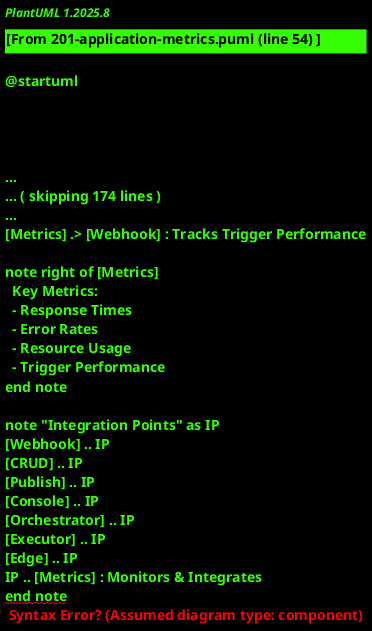 PlantUML 1.2025.8
[From 201-application-metrics.puml (line 54) ]
@startuml
...
... ( skipping 174 lines )
...
[Metrics] .> [Webhook] : Tracks Trigger Performance
note right of [Metrics]
Key Metrics:
- Response Times
- Error Rates
- Resource Usage
- Trigger Performance
end note
note "Integration Points" as IP
[Webhook] .. IP
[CRUD] .. IP
[Publish] .. IP
[Console] .. IP
[Orchestrator] .. IP
[Executor] .. IP
[Edge] .. IP
IP .. [Metrics] : Monitors & Integrates
end note
Syntax Error? (Assumed diagram type: component)